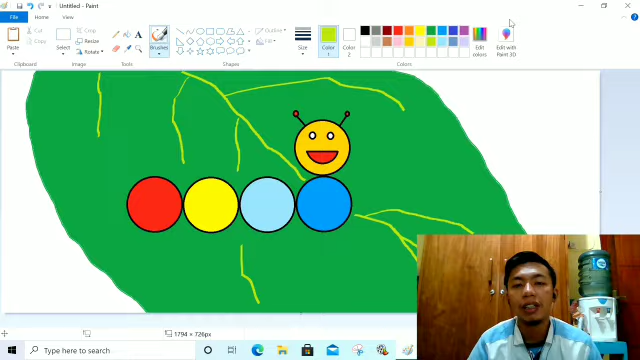 Untitled - Paint
File
Home
View
Paste
Cut
Copy
Clipboard
Select
Crop
Resize
Rotate
Image
Tools
Brushes
Shapes
Outline
Fill
Size
Color
1
Color
2
Edit
colors
Edit with
Paint 3D
Colors
1794 × 726px
Type here to search